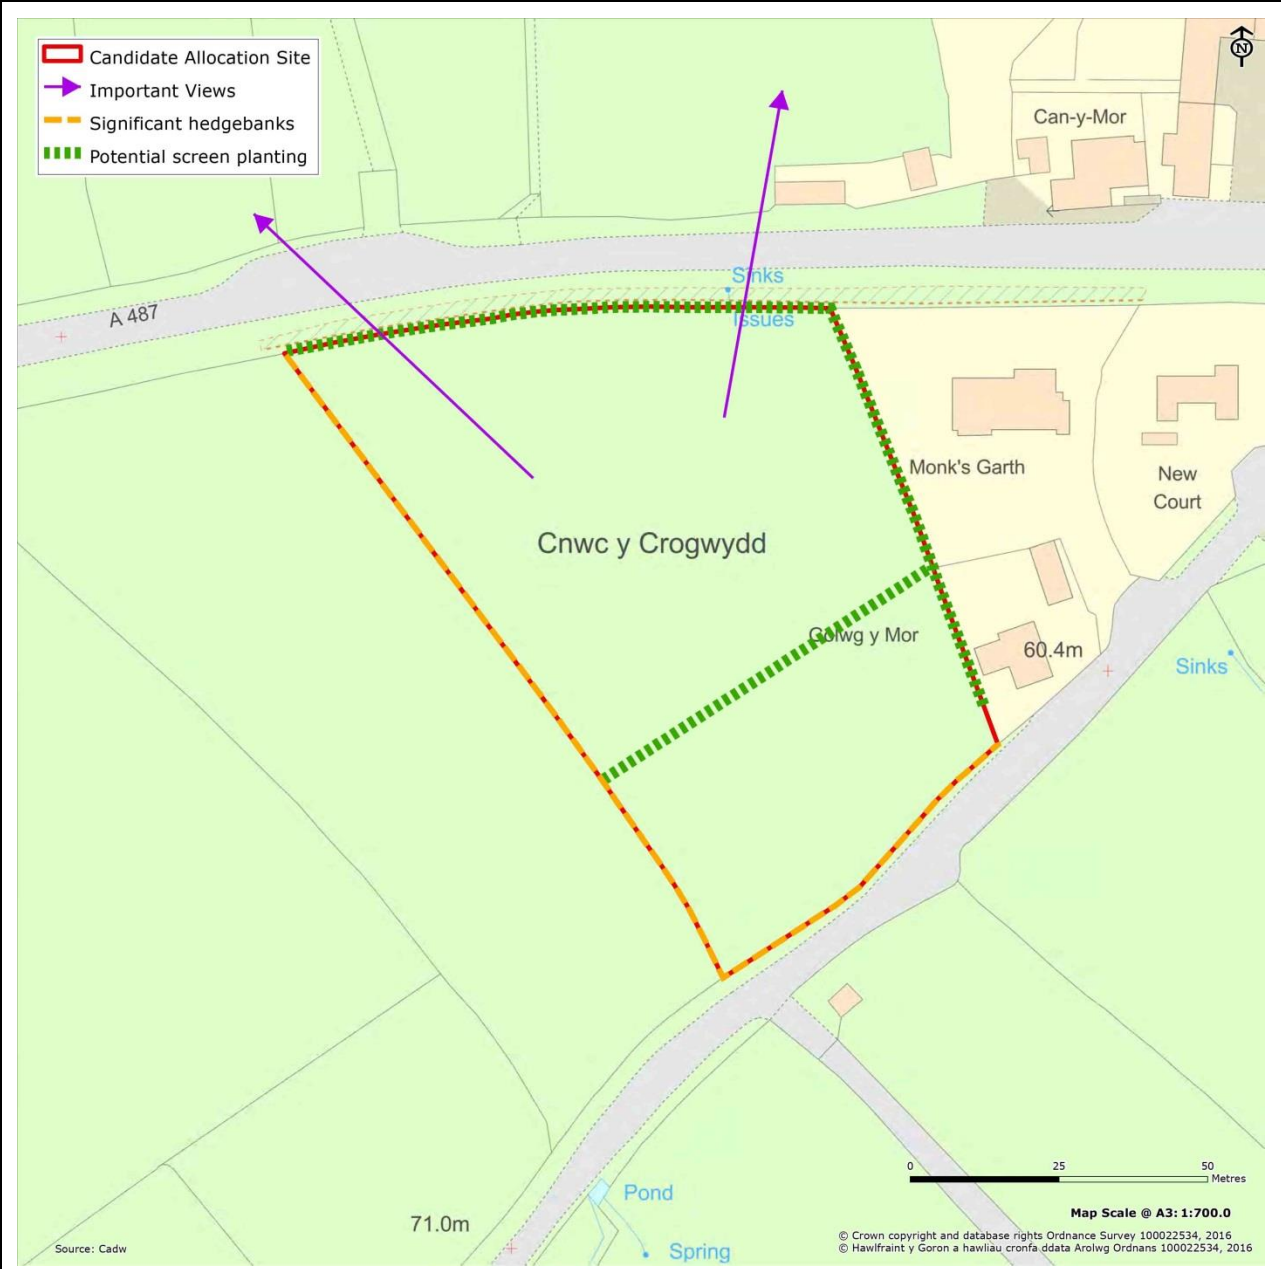 Candidate Allocation Site
Important Views
Significant hedgebanks
Potential screen planting
N
Can-y-Mor
Sinks
A 487
Issues
Monk's Garth
New
Court
Cnwc y Crogwydd
Golwg y Mor
60.4m
Sinks
0 25 50
Metres
Pond
71.0m
Map Scale @ A3: 1:700.0
Spring
Source: Cadw
© Crown copyright and database rights Ordnance Survey 100022534, 2016
© Hawlfraint y Goron a hawliau cronfa ddata Arolwg Ordnans 100022534, 2016